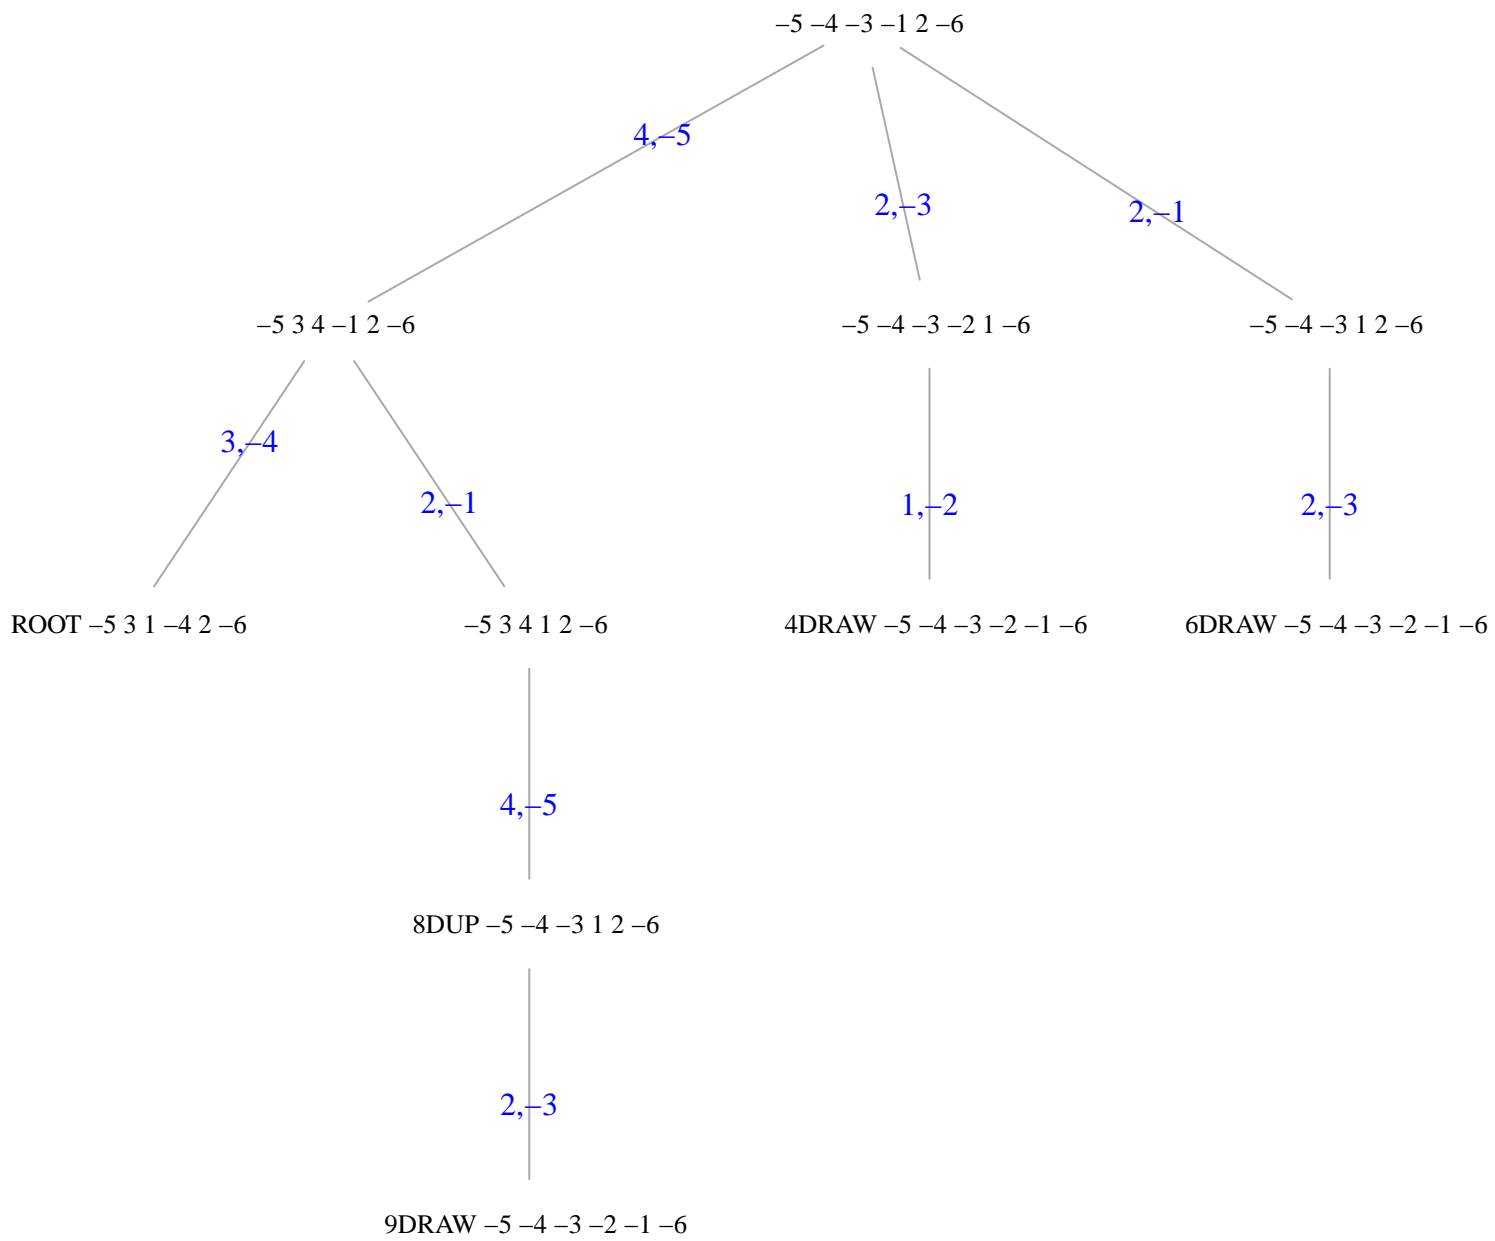 –5 –4 –3 –1 2 –6
4,–5
2,–3
2,–1
–5 3 4 –1 2 –6
–5 –4 –3 –2 1 –6
–5 –4 –3 1 2 –6
3,–4
2,–1
1,–2
2,–3
ROOT –5 3 1 –4 2 –6
–5 3 4 1 2 –6
4DRAW –5 –4 –3 –2 –1 –6
6DRAW –5 –4 –3 –2 –1 –6
4,–5
8DUP –5 –4 –3 1 2 –6
2,–3
9DRAW –5 –4 –3 –2 –1 –6